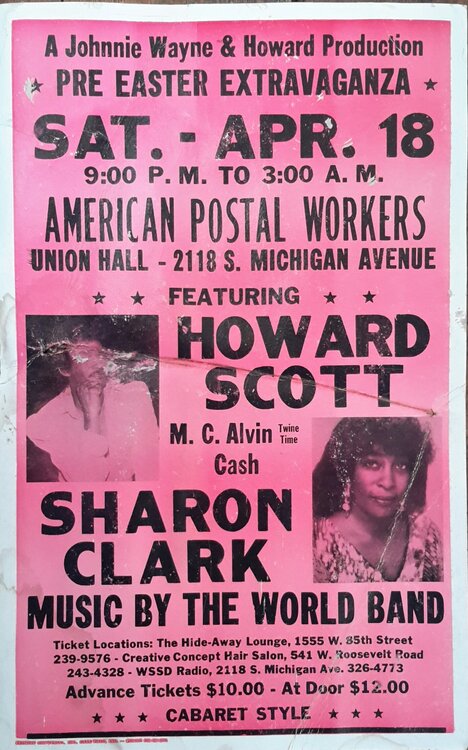 A Johnnie Wayne & Howard Production
★ PRE EASTER EXTRAVAGANZA ★
SAT. - APR. 18
9:00 P. M. TO 3:00 A. M.
AMERICAN POSTAL WORKERS
UNION HALL - 2118 S. MICHIGAN AVENUE
★ ★ FEATURING ★ ★
HOWARD
SCOTT
M. C. Alvin Twine Time
Cash
SHARON
CLARK
MUSIC BY THE WORLD BAND
Ticket Locations: The Hide-Away Lounge, 1555 W. 85th Street
239-9576 - Creative Concept Hair Salon, 541 W. Roosevelt Road
243-4328 - WSSD Radio, 2118 S. Michigan Ave. 326-4773
Advance Tickets $10.00 - At Door $12.00
★ ★ ★ CABARET STYLE ★ ★ ★